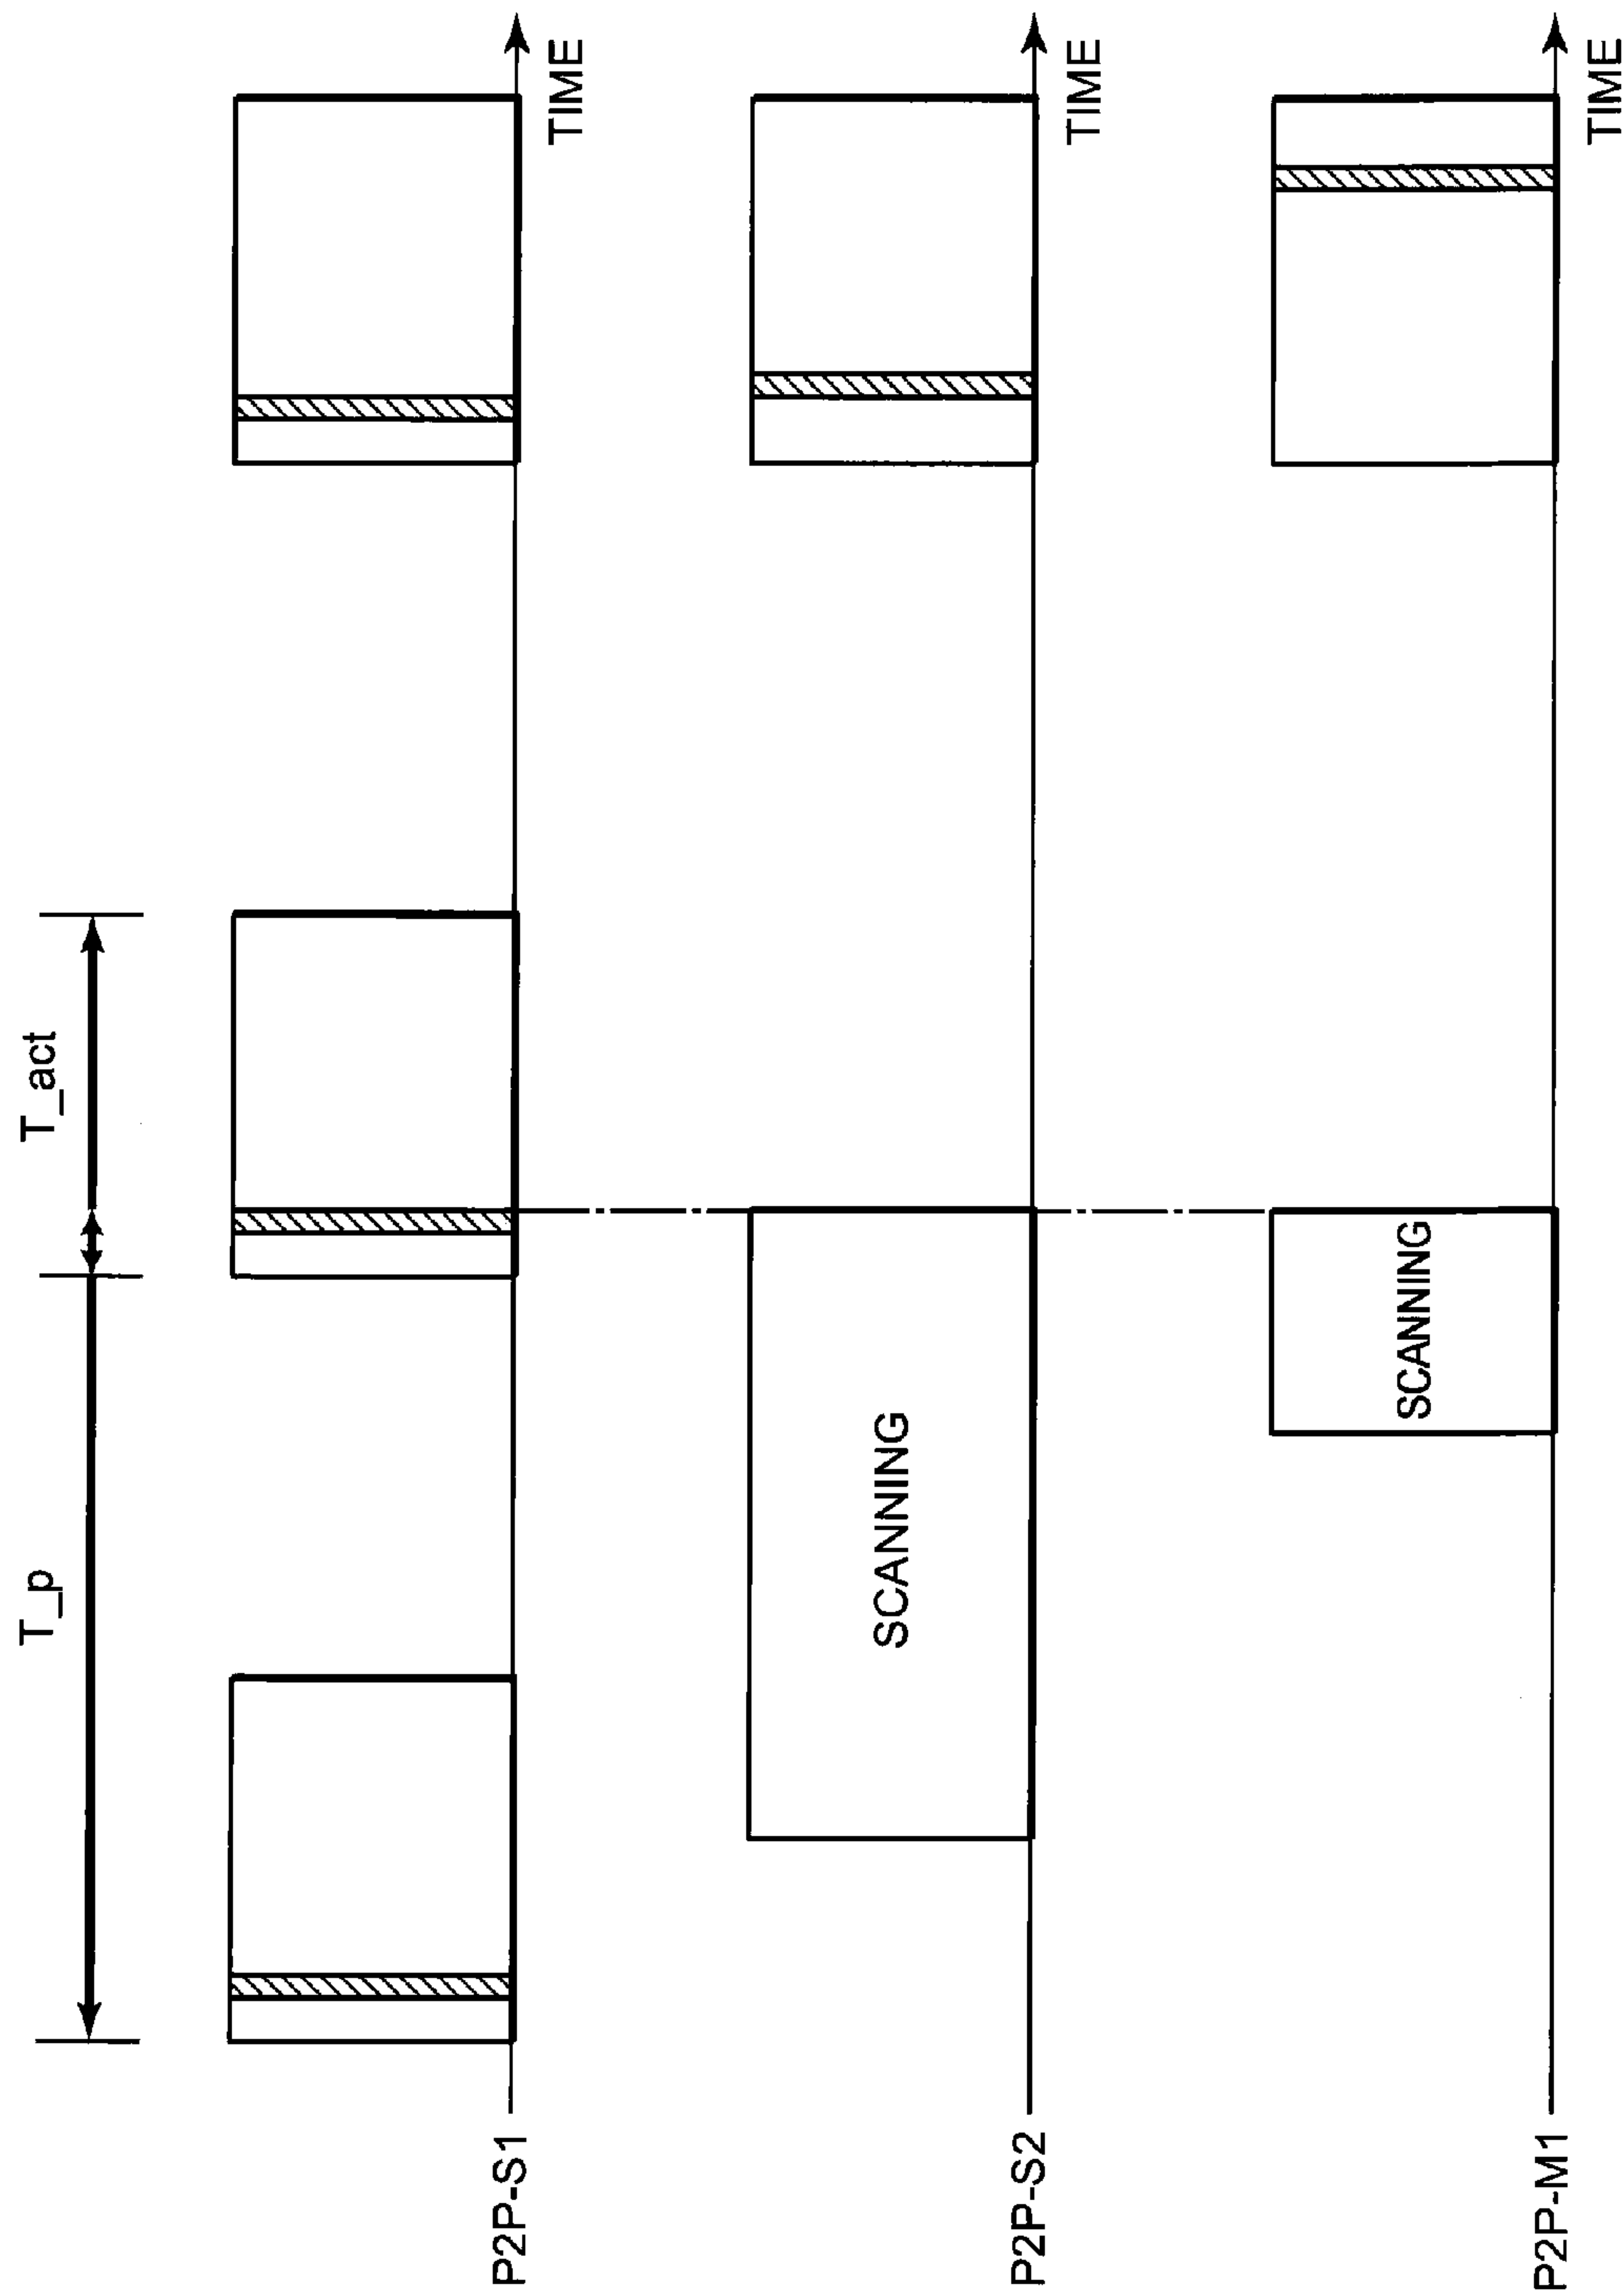 T_p
T_act
P2P-S1
TIME
SCANNING
P2P-S2
TIME
SCANNING
P2P-M1
TIME